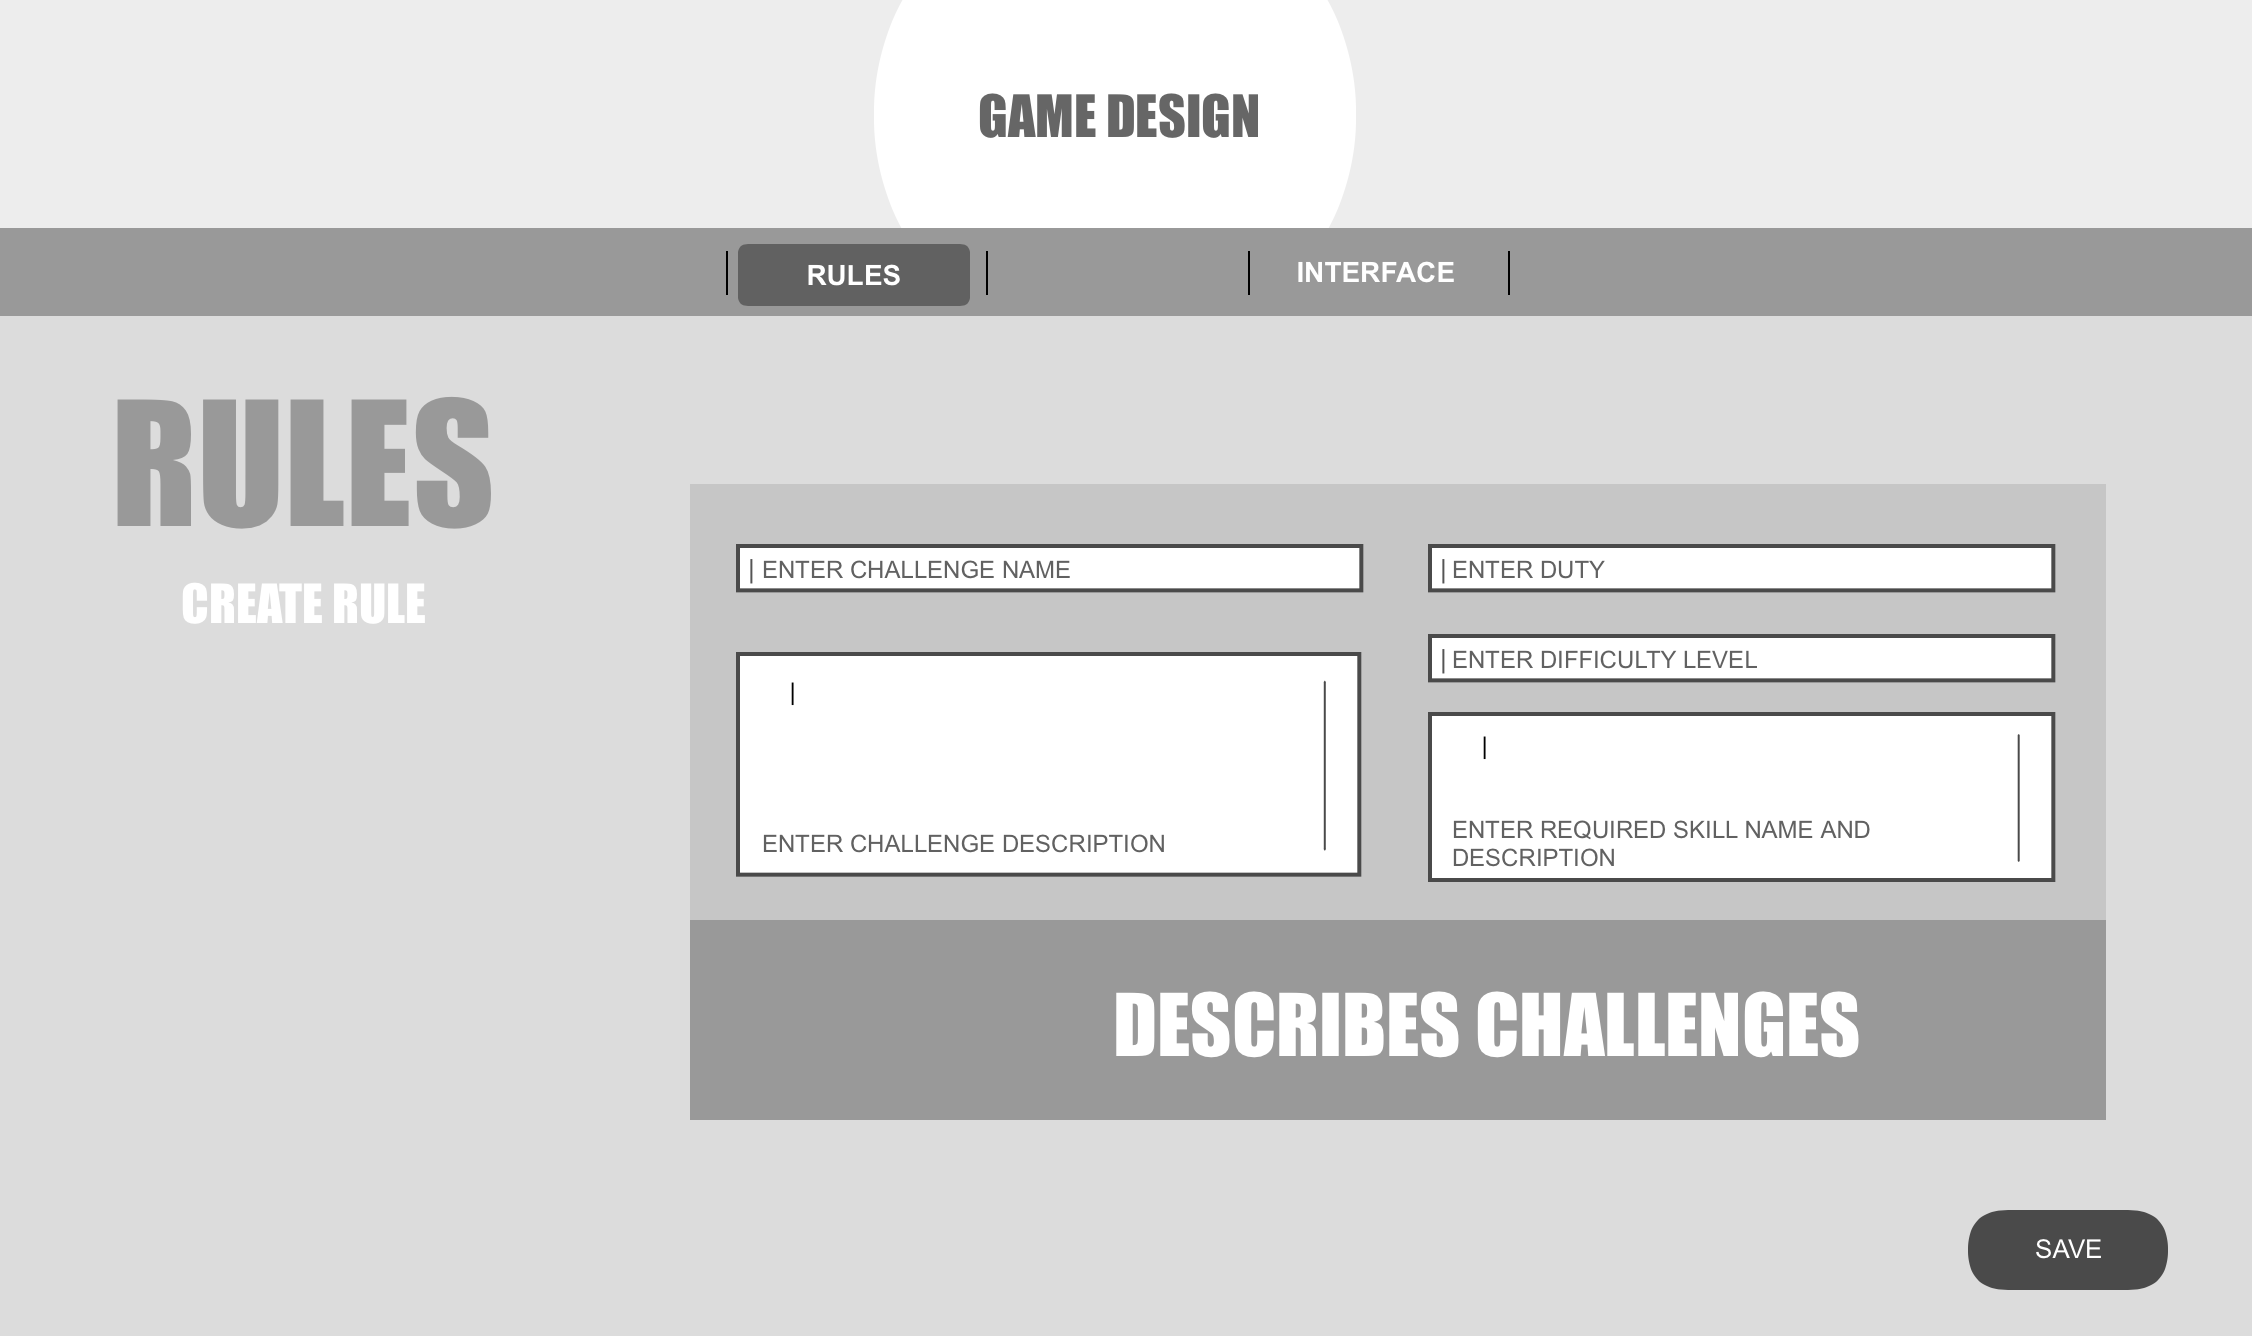 GAME DESIGN
RULES
INTERFACE
RULES
CREATE RULE
ENTER CHALLENGE NAME
ENTER CHALLENGE DESCRIPTION
ENTER DUTY
ENTER DIFFICULTY LEVEL
ENTER REQUIRED SKILL NAME AND
DESCRIPTION
DESCRIBES CHALLENGES
SAVE